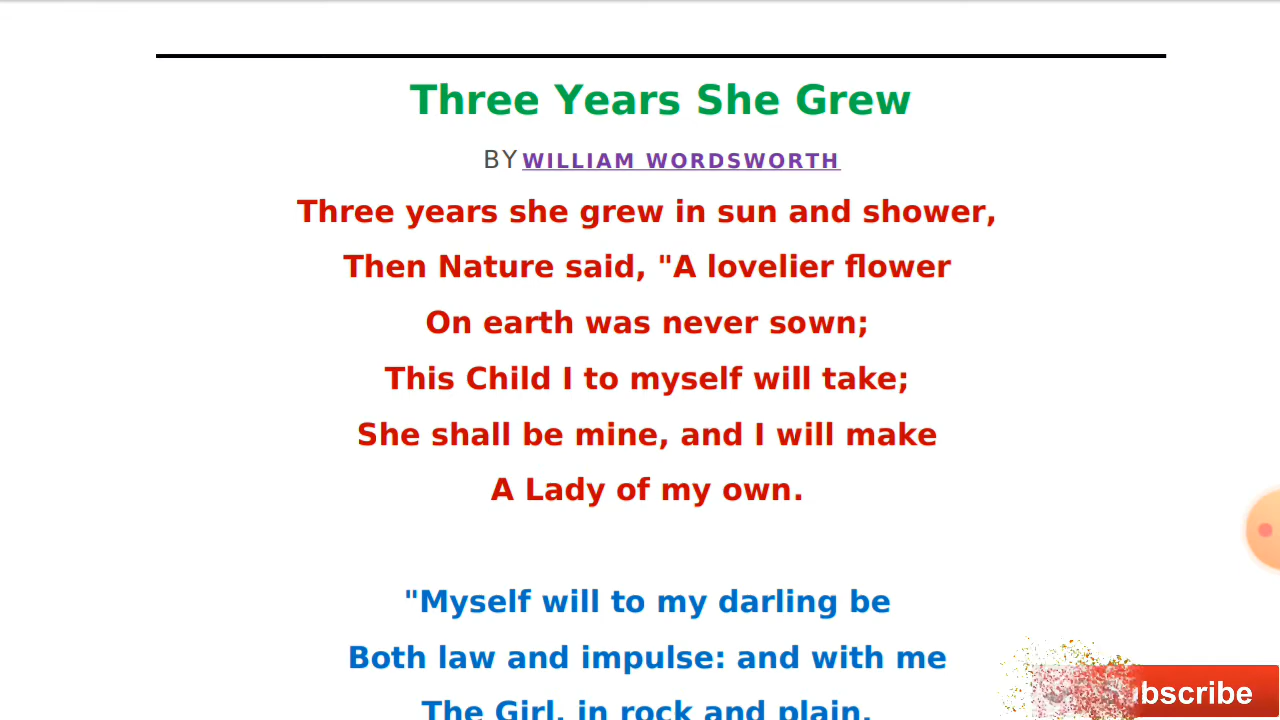 Three Years She Grew
BY WILLIAM WORDSWORTH
Three years she grew in sun and shower,
Then Nature said, "A lovelier flower
On earth was never sown;
This Child I to myself will take;
She shall be mine, and I will make
A Lady of my own.
"Myself will to my darling be
Both law and impulse: and with me
The Girl, in rock and plain,
bscribe